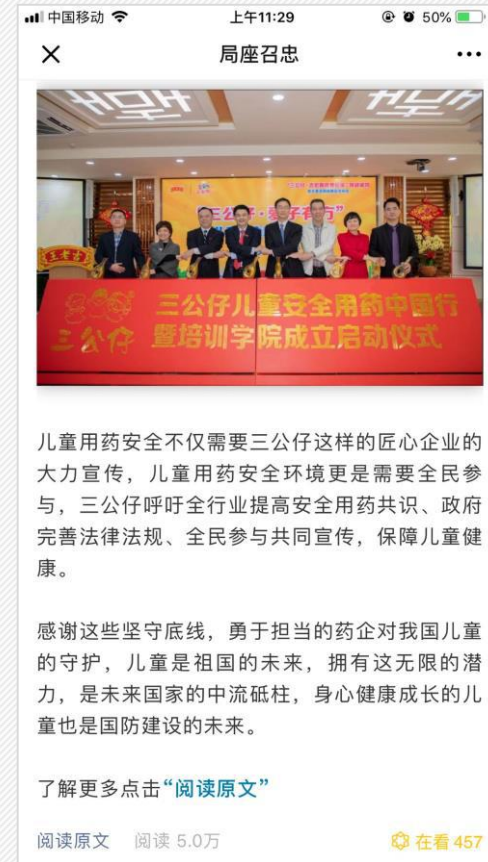 中国移动
上午11:29
50%
局座召忠
“三公仔·爱子有方”
王老吉
三公仔
三公仔儿童安全用药中国行
暨培训学院成立启动仪式
儿童用药安全不仅需要三公仔这样的匠心企业的
大力宣传，儿童用药安全环境更是需要全民参
与，三公仔呼吁全行业提高安全用药共识、政府
完善法律法规、全民参与共同宣传，保障儿童健
康。
感谢这些坚守底线，勇于担当的药企对我国儿童
的守护，儿童是祖国的未来，拥有这无限的潜
力，是未来国家的中流砥柱，身心健康成长的儿
童也是国防建设的未来。
了解更多点击“阅读原文”
阅读原文 阅读 5.0万
在看 457